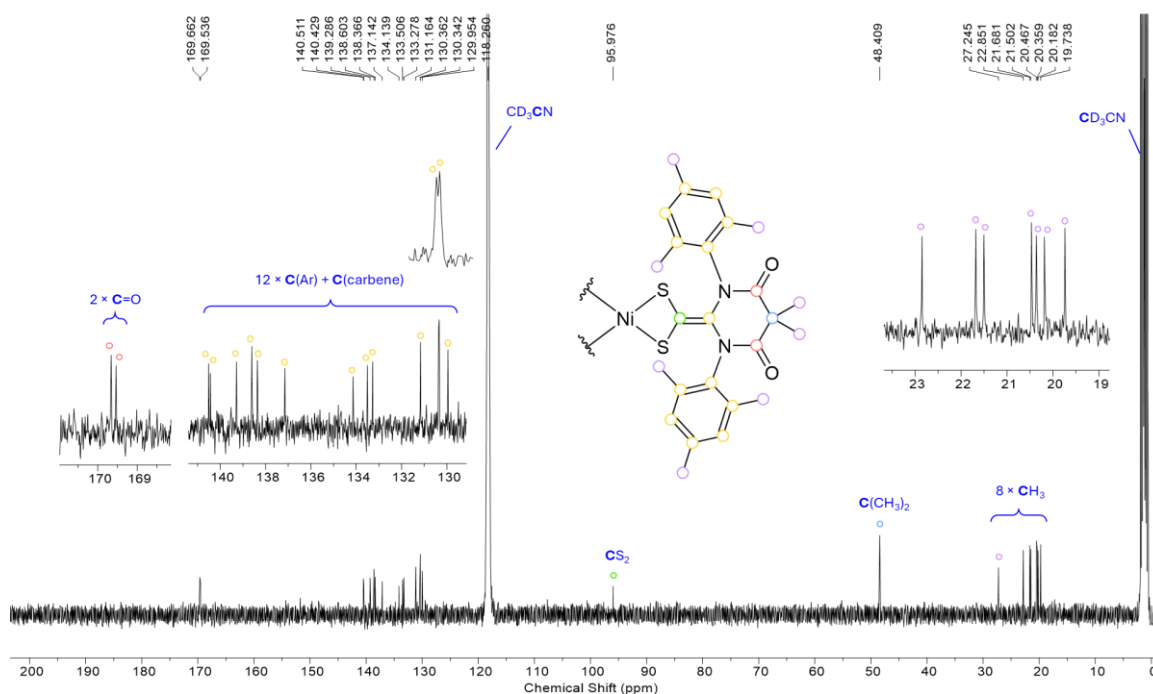 169.662
169.536
140.511
140.429
139.286
138.603
138.366
137.142
134.139
133.506
133.278
131.164
130.362
130.342
129.954
118.260
95.976
48.409
27.245
22.851
21.681
21.502
20.467
20.359
20.182
19.738
CD3CN
CD3CN
12 × C(Ar) + C(carbene)
2 × C=O
170 169
140 138 136 134 132 130
O
N
S
Ni
S
N
O
23 22 21 20 19
C(CH3)2
8 × CH3
CS2
200 190 180 170 160 150 140 130 120 110 100 90 80 70 60 50 40 30 20 10 0
Chemical Shift (ppm)